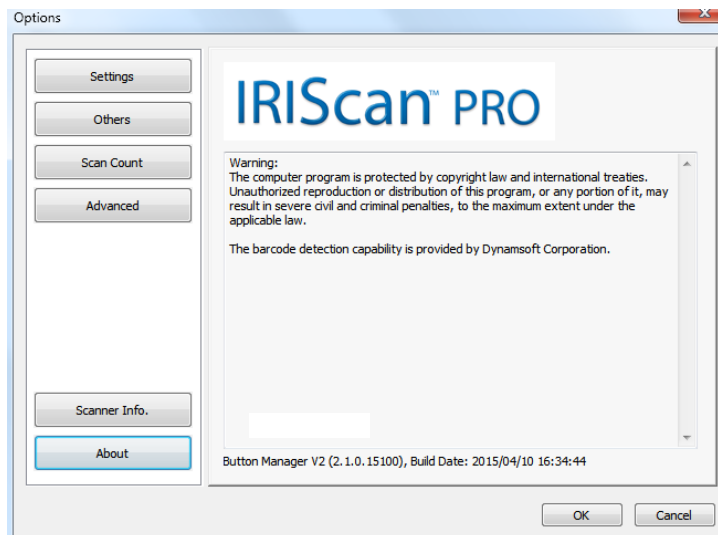 Options
Settings
Others
Scan Count
Advanced
Scanner Info.
About
IRIScan™ PRO
Warning:
The computer program is protected by copyright law and international treaties.
Unauthorized reproduction or distribution of this program, or any portion of it, may
result in severe civil and criminal penalties, to the maximum extent under the
applicable law.
The barcode detection capability is provided by Dynamsoft Corporation.
Button Manager V2 (2.1.0.15100), Build Date: 2015/04/10 16:34:44
OK
Cancel